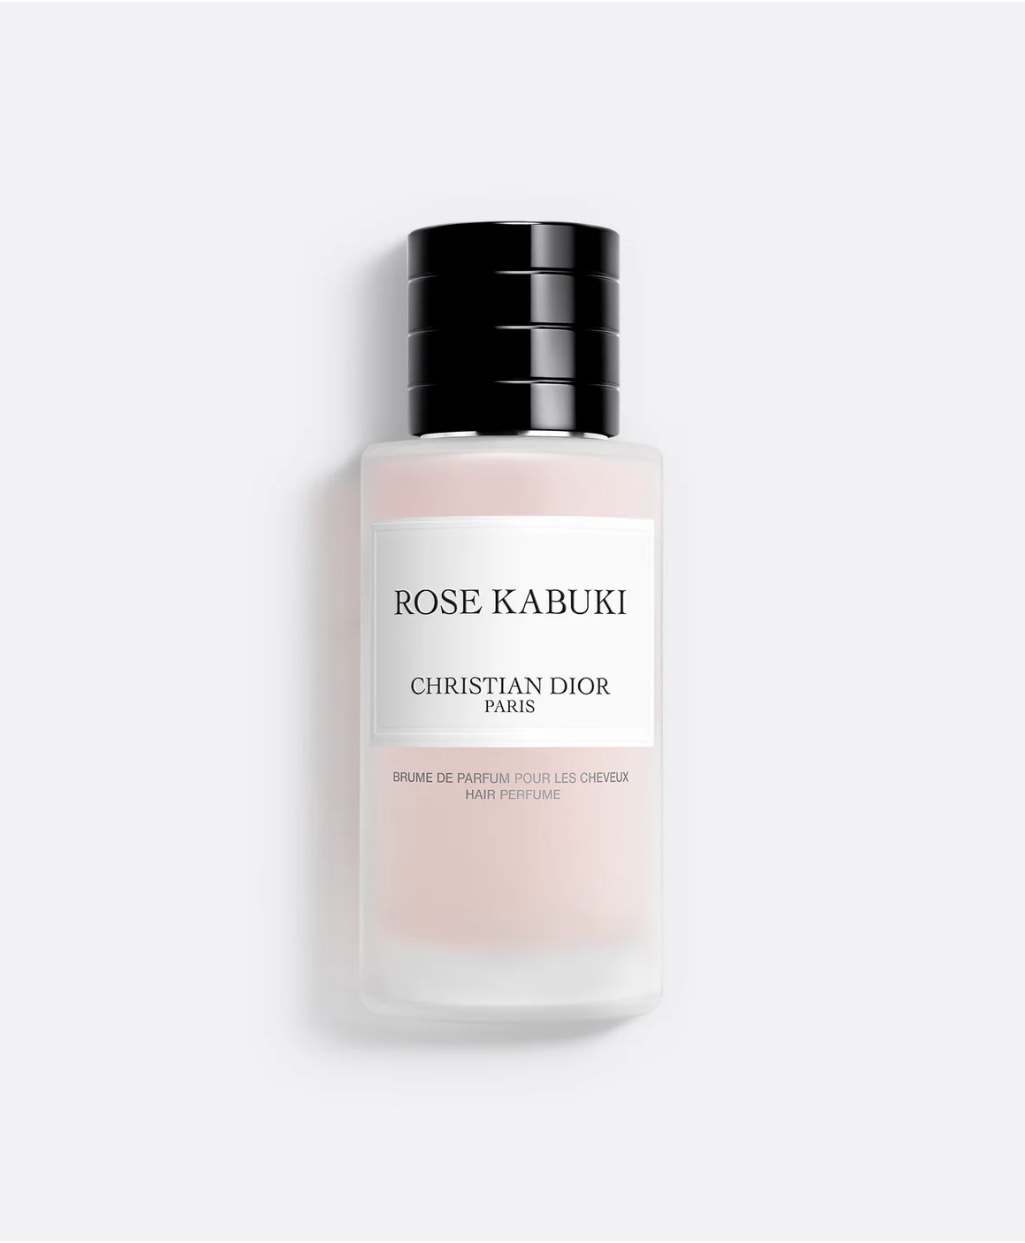 ROSE KABUKI
CHRISTIAN DIOR
PARIS
BRUME DE PARFUM POUR LES CHEVEUX
HAIR PERFUME